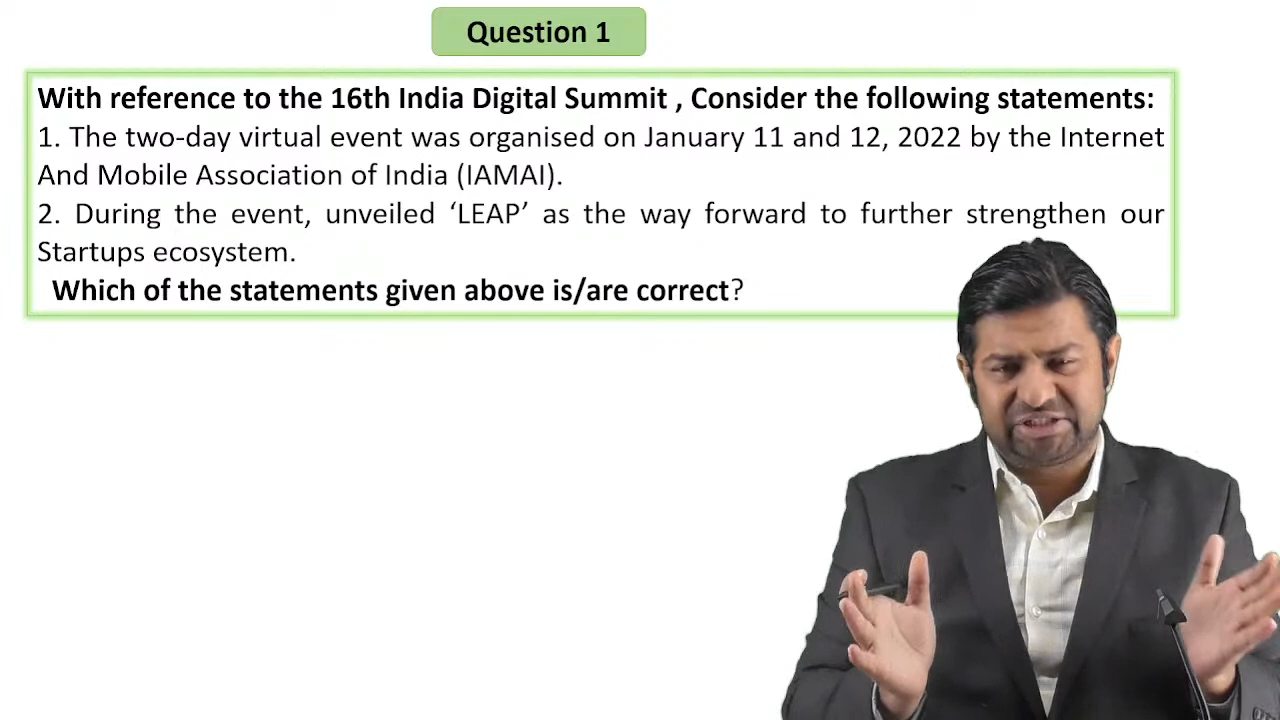 Question 1
With reference to the 16th India Digital Summit , Consider the following statements:
1. The two-day virtual event was organised on January 11 and 12, 2022 by the Internet
And Mobile Association of India (IAMAI).
2. During the event, unveiled ‘LEAP’ as the way forward to further strengthen our
Startups ecosystem.
Which of the statements given above is/are correct?